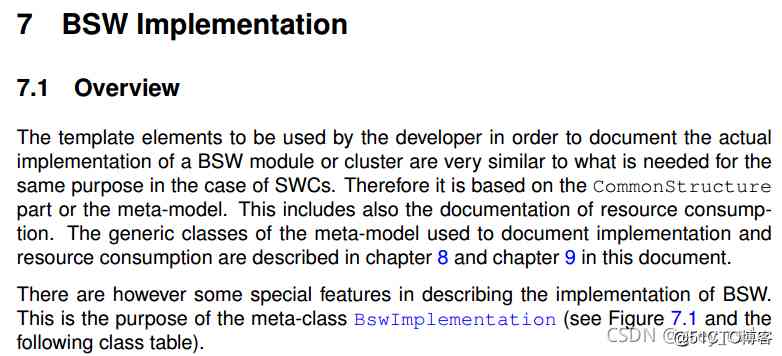 7 BSW Implementation
7.1 Overview
The template elements to be used by the developer in order to document the actual
implementation of a BSW module or cluster are very similar to what is needed for the
same purpose in the case of SWCs. Therefore it is based on the CommonStructure
part or the meta-model. This includes also the documentation of resource consump-
tion. The generic classes of the meta-model used to document implementation and
resource consumption are described in chapter 8 and chapter 9 in this document.
There are however some special features in describing the implementation of BSW.
This is the purpose of the meta-class BswImplementation (see Figure 7.1 and the
following class table).
CSDN
@51CTO博客